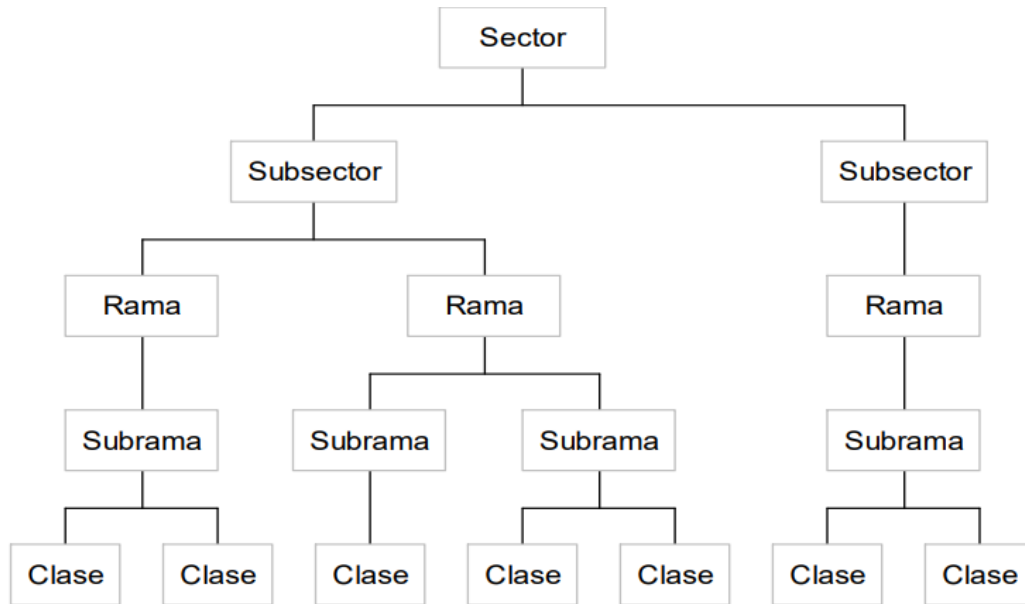 Sector
Subsector Subsector
Rama Rama Rama
Subrama Subrama Subrama Subrama
Clase Clase Clase Clase Clase Clase Clase